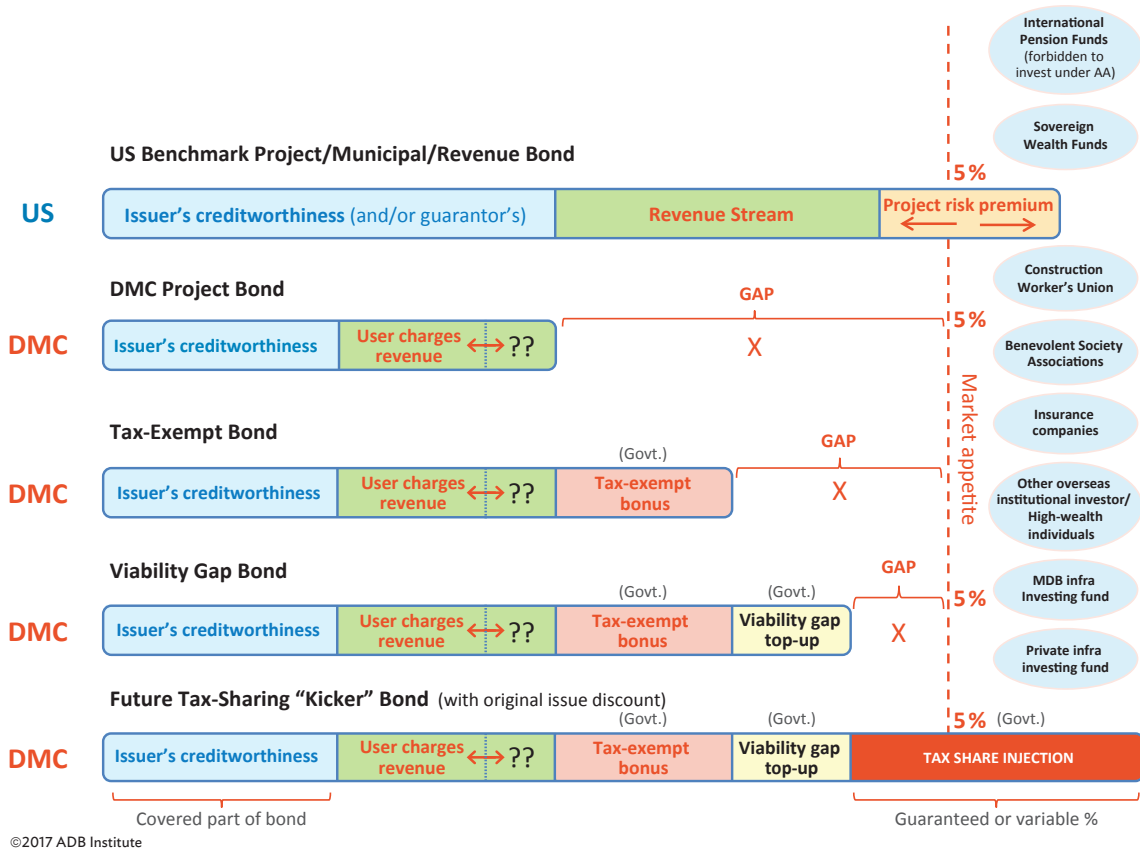 International
Pension Funds
(forbidden to
invest under AA)
Sovereign
Wealth Funds
US Benchmark Project/Municipal/Revenue Bond
5%
US
Issuer's creditworthiness (and/or guarantor's)
Revenue Stream
Project risk premium
Construction
Worker's Union
DMC Project Bond
GAP
5%
DMC
Issuer's creditworthiness
User charges
revenue
??
X
Benevolent Society
Associations
Market appetite
Insurance
companies
Tax-Exempt Bond
(Govt.)
GAP
DMC
Issuer's creditworthiness
User charges
revenue
??
Tax-exempt
bonus
X
Other overseas
institutional investor/
High-wealth
individuals
Viability Gap Bond
GAP
MDB infra
Investing fund
(Govt.)
(Govt.)
5%
DMC
Issuer's creditworthiness
User charges
revenue
??
Tax-exempt
bonus
Viability gap
top-up
X
Private infra
investing fund
Future Tax-Sharing “Kicker” Bond (with original issue discount)
(Govt.)
(Govt.)
5%
(Govt.)
DMC
Issuer's creditworthiness
User charges
revenue
??
Tax-exempt
bonus
Viability gap
top-up
TAX SHARE INJECTION
Covered part of bond
Guaranteed or variable %
©2017 ADB Institute